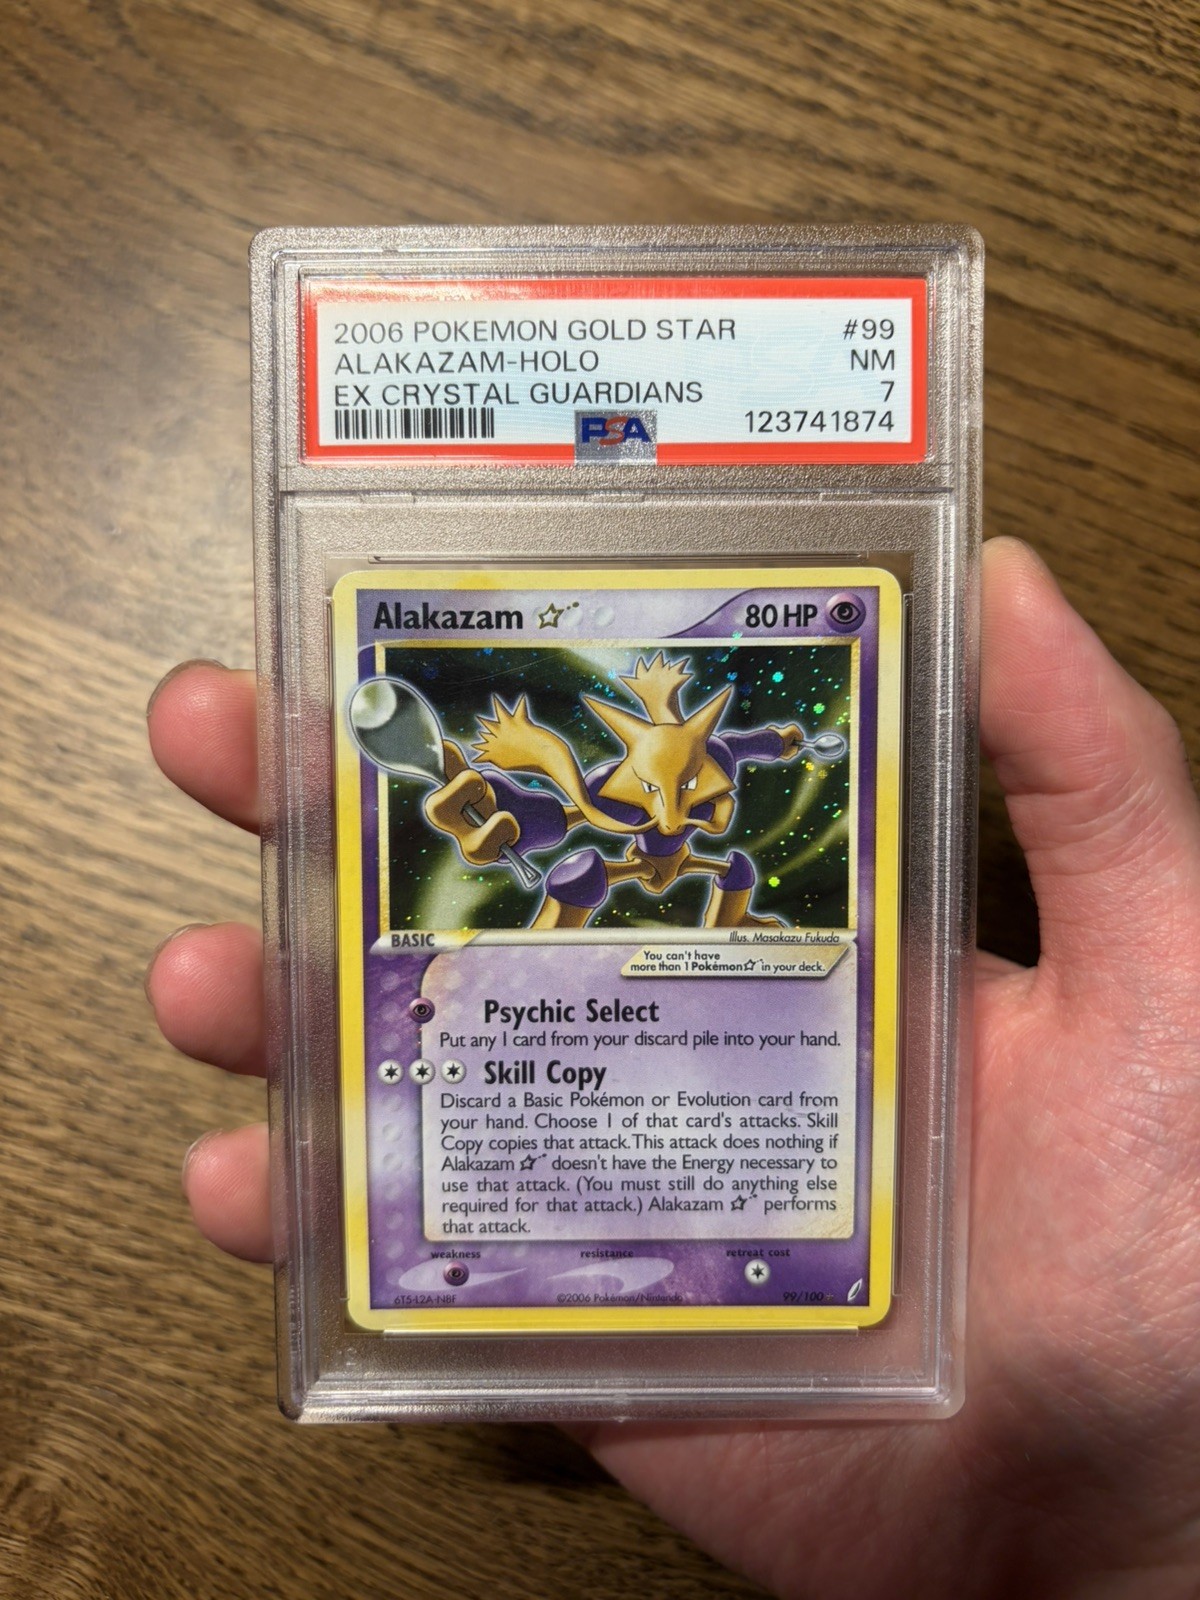 2006 POKEMON GOLD STAR #99
ALAKAZAM-HOLO NM
EX CRYSTAL GUARDIANS 7
PSA 123741874
Alakazam ☆ 80 HP
BASIC
Illus. Masakazu Fukuda
You can't have
more than 1 Pokémon☆ in your deck.
Psychic Select
Put any 1 card from your discard pile into your hand.
Skill Copy
Discard a Basic Pokémon or Evolution card from
your hand. Choose 1 of that card's attacks. Skill
Copy copies that attack. This attack does nothing if
Alakazam ☆ doesn't have the Energy necessary to
use that attack. (You must still do anything else
required for that attack.) Alakazam ☆ performs
that attack.
weakness resistance retreat cost
6T5-L2A-NBF ©2006 Pokémon/Nintendo 99/100